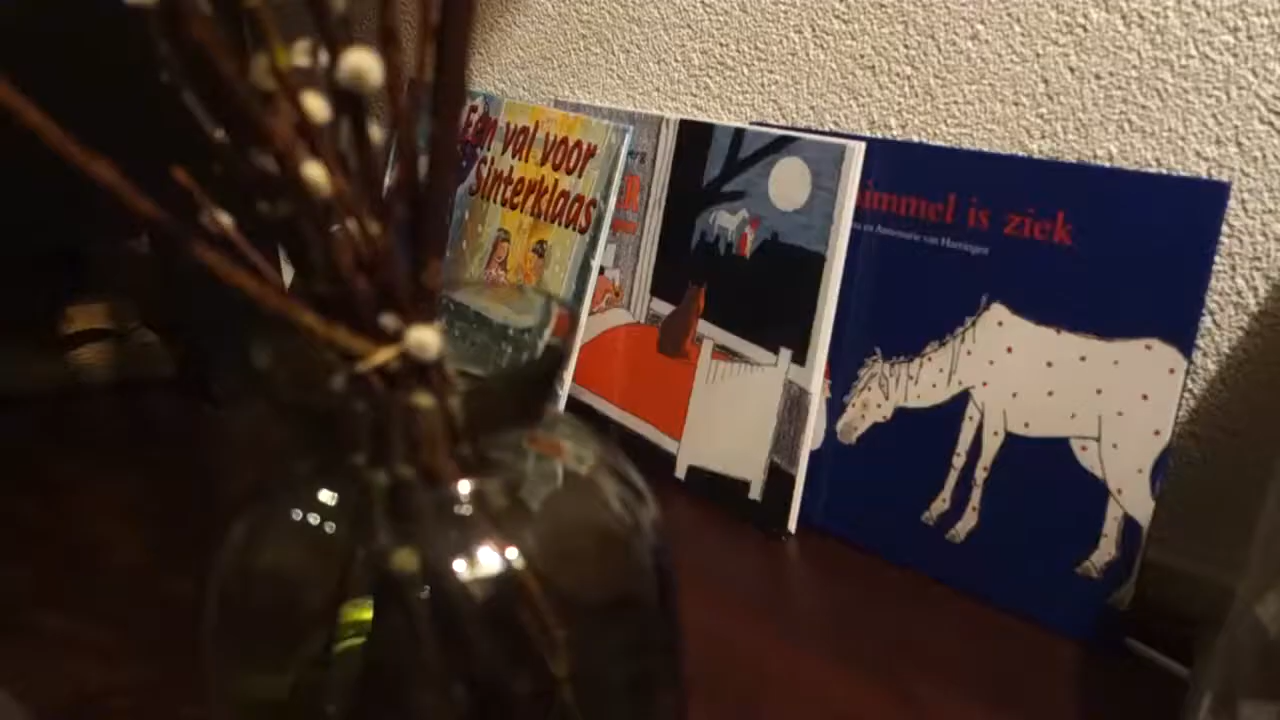 Een val voor
Sinterklaas
immel is ziek
en Annemarie van Haeringen